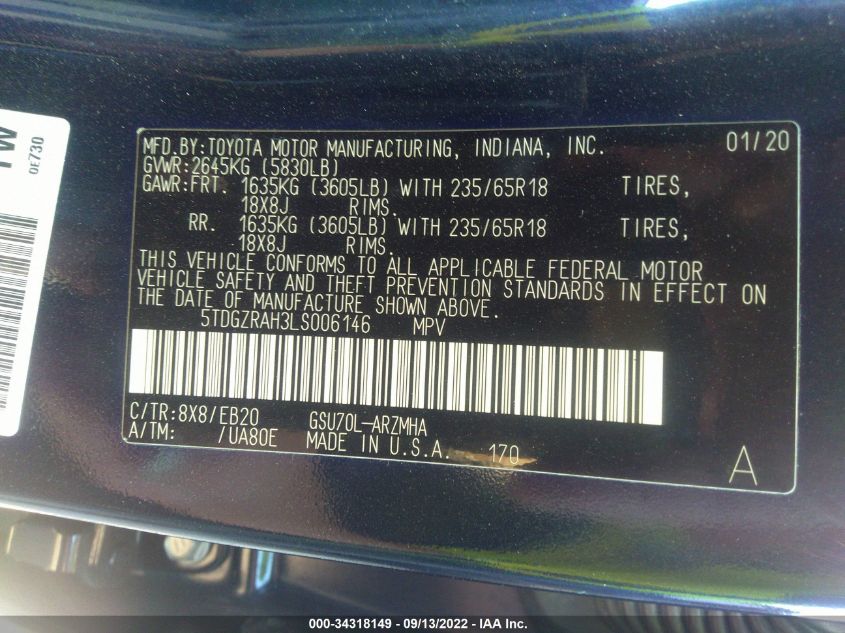 MFD.BY:TOYOTA MOTOR MANUFACTURING, INDIANA, INC. 01/20
GVWR:2645KG (5830LB)
GAWR:FRT. 1635KG (3605LB) WITH 235/65R18 TIRES,
18X8J RIMS.
RR. 1635KG (3605LB) WITH 235/65R18 TIRES,
18X8J RIMS.
THIS VEHICLE CONFORMS TO ALL APPLICABLE FEDERAL MOTOR
VEHICLE SAFETY AND THEFT PREVENTION STANDARDS IN EFFECT ON
THE DATE OF MANUFACTURE SHOWN ABOVE.
5TDGZRAH3LS006146 MPV
C/TR:8X8/EB20 GSU70L-ARZMHA
A/TM: /UA80E MADE IN U.S.A. 170
A
0E730
000-34318149 - 09/13/2022 - IAA Inc.